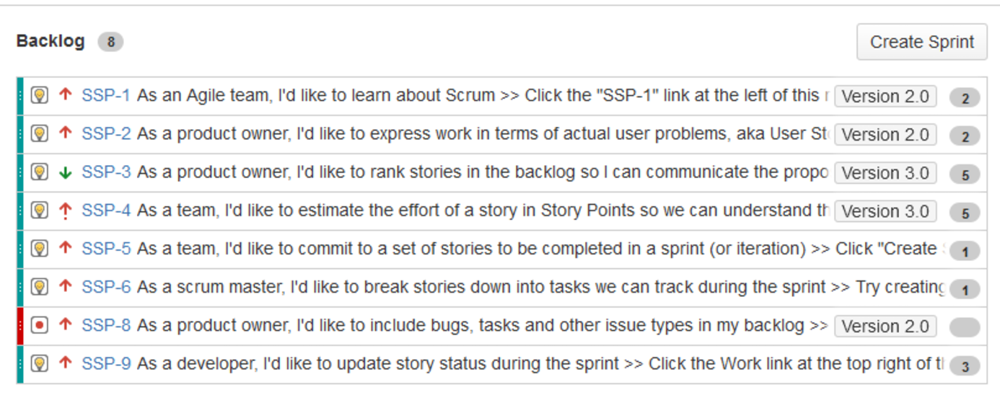 Backlog 8 Create Sprint
SSP-1 As an Agile team, I'd like to learn about Scrum >> Click the "SSP-1" link at the left of this Version 2.0 2
SSP-2 As a product owner, I'd like to express work in terms of actual user problems, aka User Version 2.0 2
SSP-3 As a product owner, I'd like to rank stories in the backlog so I can communicate the Version 3.0 5
SSP-4 As a team, I'd like to estimate the effort of a story in Story Points so we can understand Version 3.0 5
SSP-5 As a team, I'd like to commit to a set of stories to be completed in a sprint (or iteration) >> Click "Create 1
SSP-6 As a scrum master, I'd like to break stories down into tasks we can track during the sprint >> Try creating 1
SSP-8 As a product owner, I'd like to include bugs, tasks and other issue types in my backlog >> Version 2.0
SSP-9 As a developer, I'd like to update story status during the sprint >> Click the Work link at the top right of 3